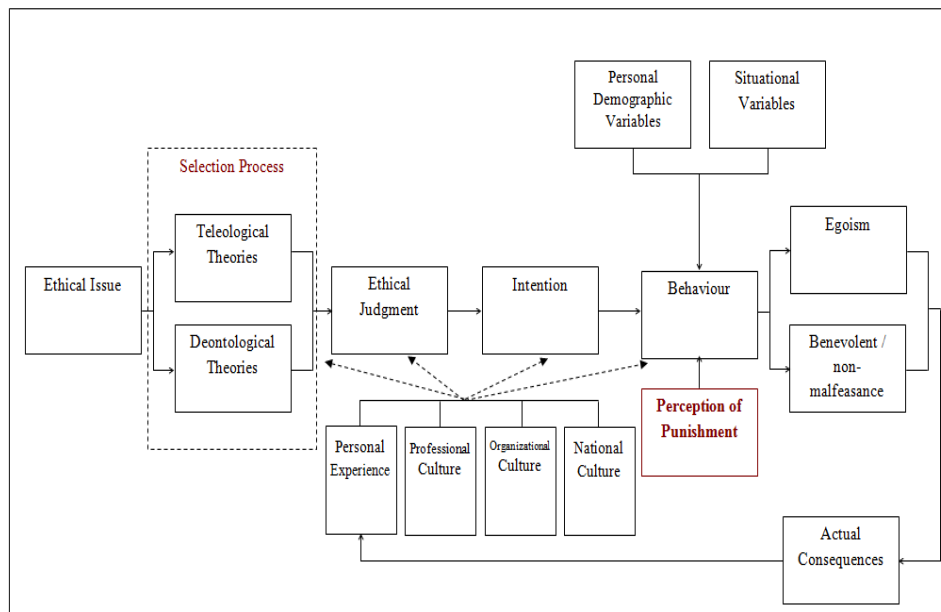 Personal
Demographic
Variables
Situational
Variables
Selection Process
Teleological
Theories
Egoism
Ethical Issue
Ethical
Judgment
Intention
Behaviour
Deontological
Theories
Benevolent /
non-
malfeasance
Perception of
Punishment
Personal
Experience
Professional
Culture
Organizational
Culture
National
Culture
Actual
Consequences